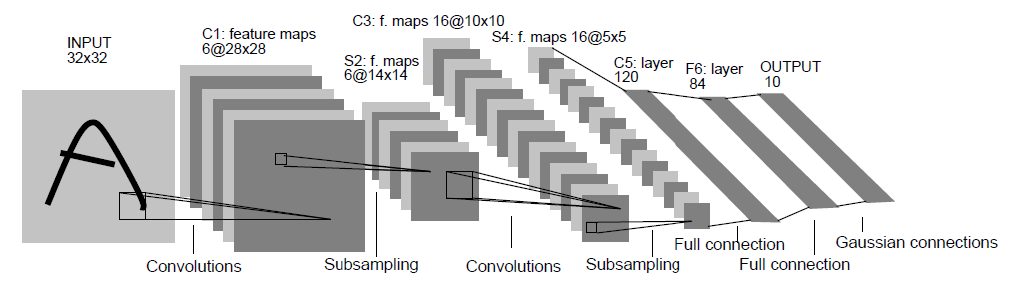 INPUT
32x32
C1: feature maps
6@28x28
S2: f. maps
6@14x14
C3: f. maps 16@10x10
S4: f. maps 16@5x5
C5: layer
120
F6: layer
84
OUTPUT
10
Convolutions
Subsampling
Convolutions
Subsampling
Full connection
Full connection
Gaussian connections
A